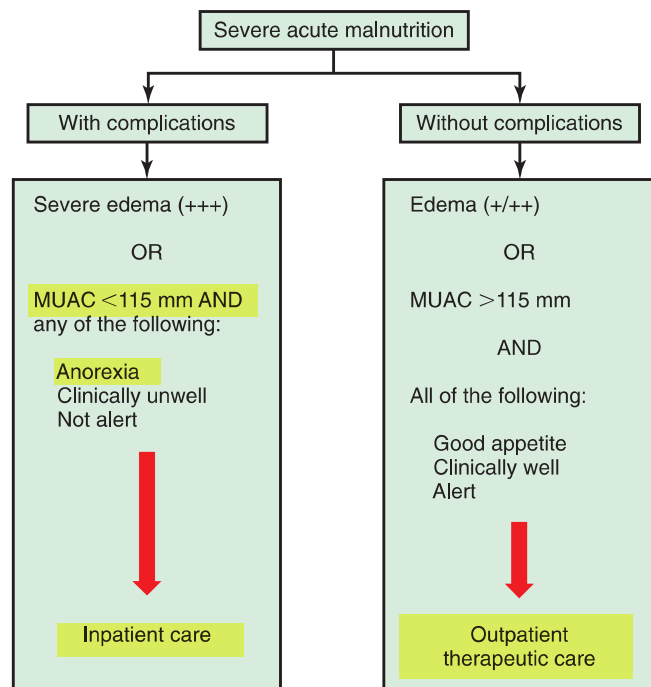 Severe acute malnutrition
With complications
Without complications
Severe edema (+++)
OR
MUAC <115 mm AND
any of the following:
Anorexia
Clinically unwell
Not alert
Inpatient care
Edema (+/++)
OR
MUAC >115 mm
AND
All of the following:
Good appetite
Clinically well
Alert
Outpatient
therapeutic care